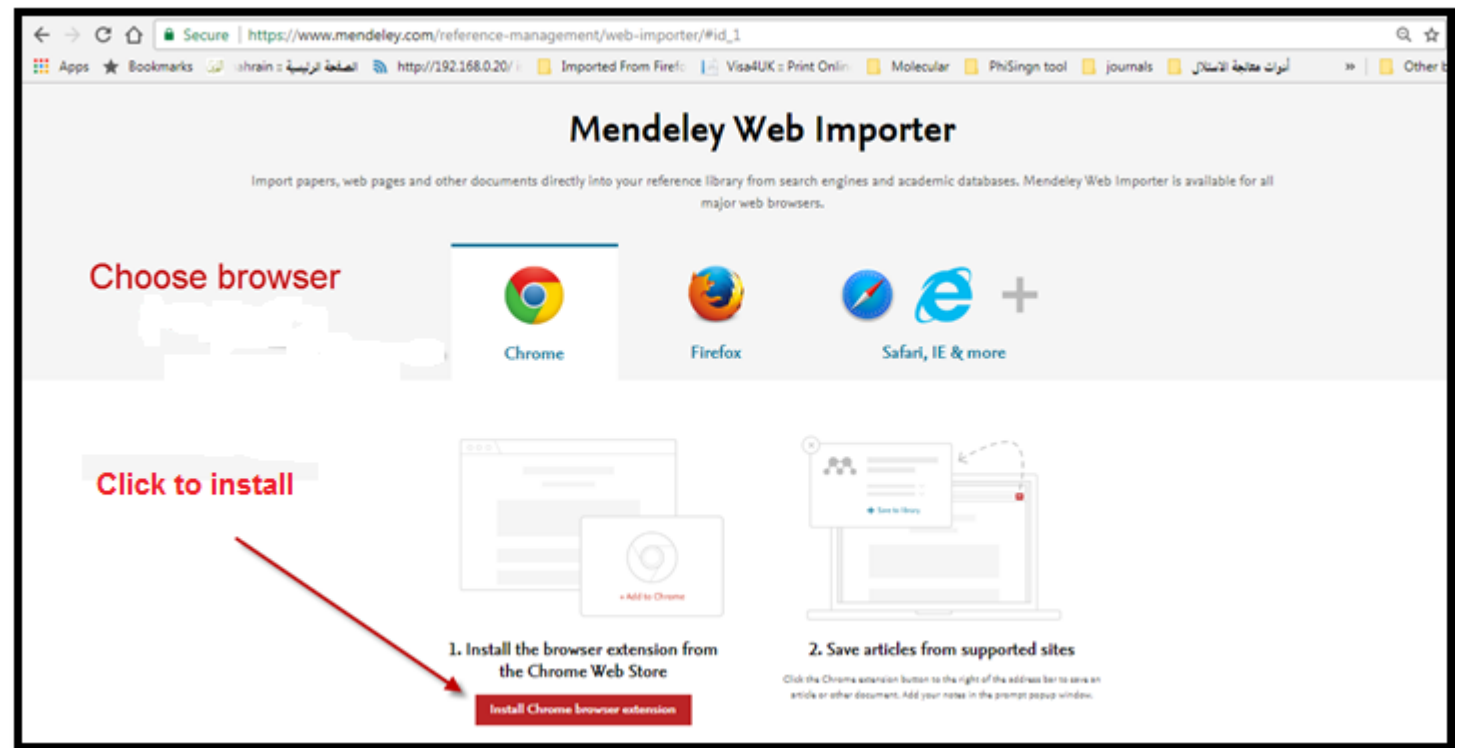 Secure | https://www.mendeley.com/reference-management/web-importer/#id_1
Apps Bookmarks ahrain :: الصفحة الرئيسية http://192.168.0.20/ Imported From Firefo Visa4UK :: Print Onlin Molecular PhiSingn tool journals أدوات معالجة الاستلال » Other b
Mendeley Web Importer
Import papers, web pages and other documents directly into your reference library from search engines and academic databases. Mendeley Web Importer is available for all
major web browsers.
Choose browser
Chrome Firefox Safari, IE & more
Click to install
+ Add to Chrome
Save to library
1. Install the browser extension from
the Chrome Web Store
Install Chrome browser extension
2. Save articles from supported sites
Click the Chrome extension button to the right of the address bar to save an
article or other document. Add your notes in the prompt popup window.